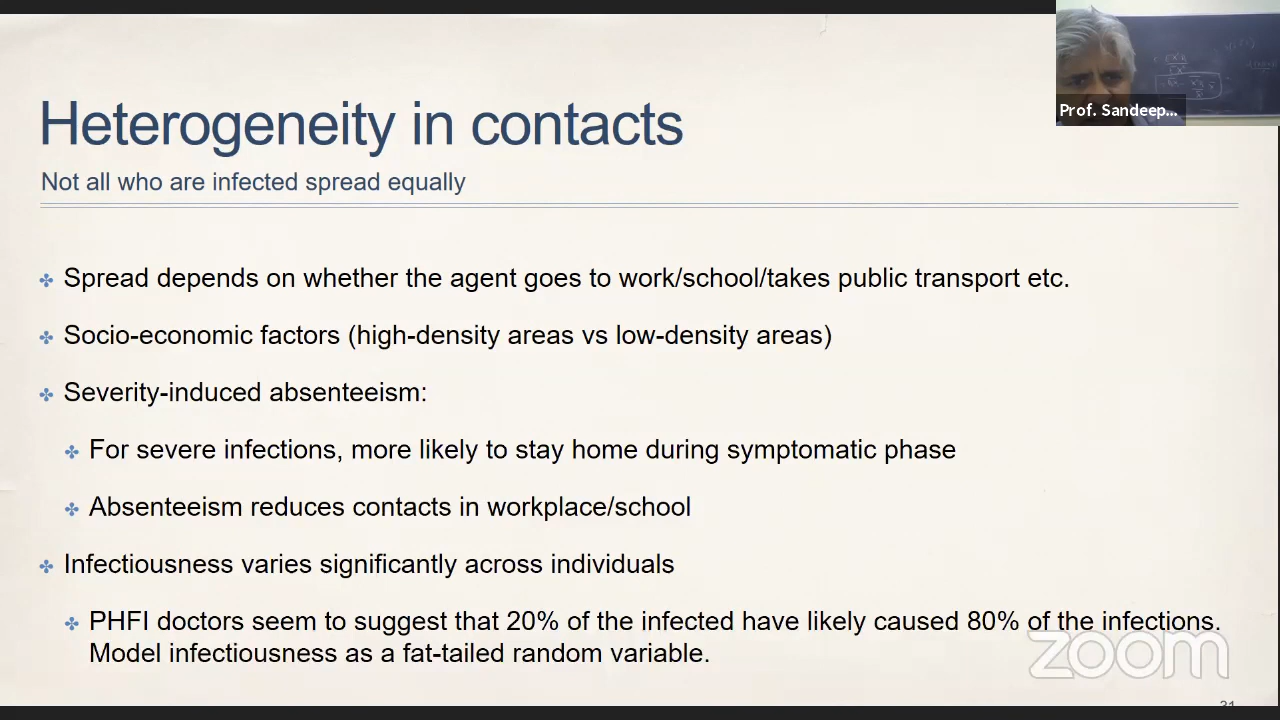 Prof. Sandeep...
Heterogeneity in contacts
Not all who are infected spread equally
Spread depends on whether the agent goes to work/school/takes public transport etc.
Socio-economic factors (high-density areas vs low-density areas)
Severity-induced absenteeism:
For severe infections, more likely to stay home during symptomatic phase
Absenteeism reduces contacts in workplace/school
Infectiousness varies significantly across individuals
PHFI doctors seem to suggest that 20% of the infected have likely caused 80% of the infections.
Model infectiousness as a fat-tailed random variable.
zoom